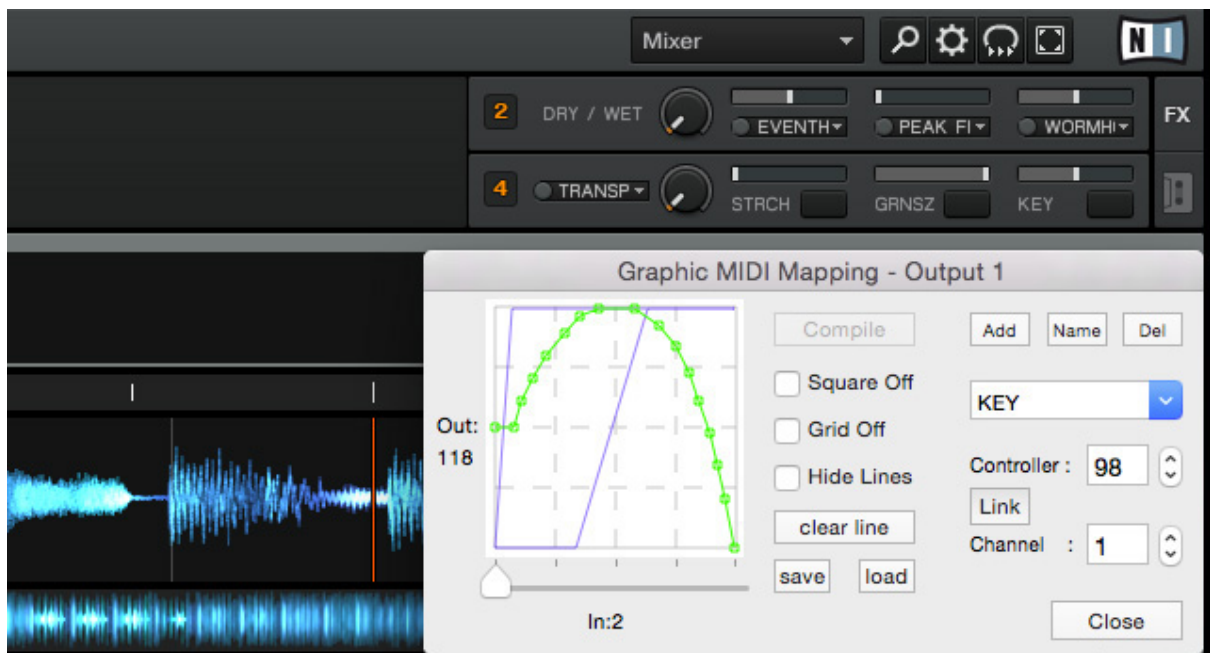 Mixer
N I
2 DRY / WET EVENTH PEAK FI WORMHI FX
4 TRANSP STRCH GRNSZ KEY
Graphic MIDI Mapping - Output 1
Compile Add Name Del
Square Off
KEY
Grid Off
Out:
118
Controller : 98
Hide Lines
Link
clear line
Channel : 1
save load
In:2
Close